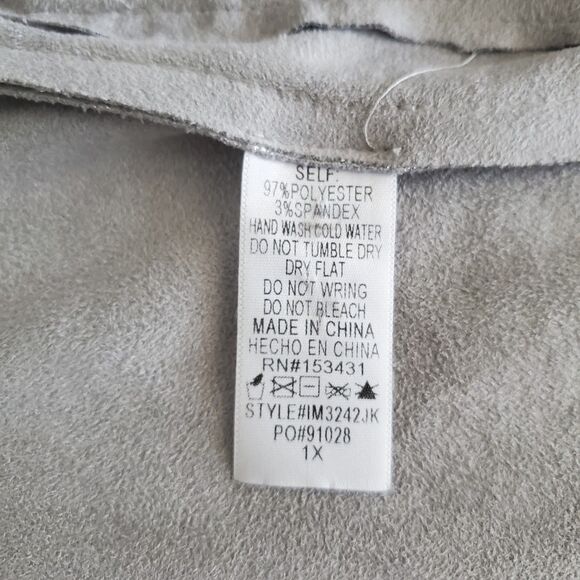 SELF:
97%POLYESTER
3%SPANDEX
HAND WASH COLD WATER
DO NOT TUMBLE DRY
DRY FLAT
DO NOT WRING
DO NOT BLEACH
MADE IN CHINA
HECHO EN CHINA
RN#153431
STYLE#IM3242JK
PO#91028
1X